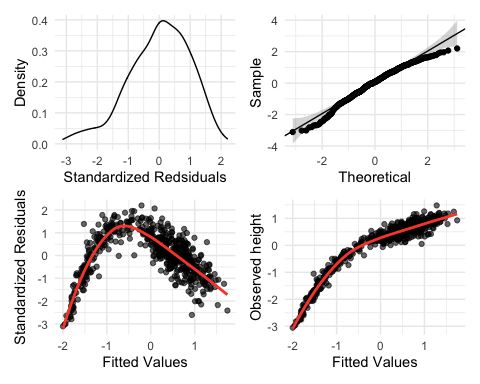 0.4
0.3
0.2
0.1
0.0
Density
-3 -2 -1 0 1 2
Standardized Redsiduals
4
2
0
-2
-4
Sample
-2 0 2
Theoretical
2
1
0
-1
-2
-3
Standardized Residuals
-2 -1 0 1
Fitted Values
1
0
-1
-2
-3
Observed height
-2 -1 0 1
Fitted Values